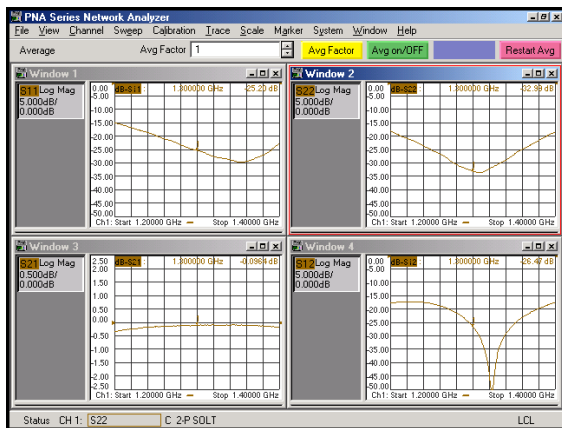 PNA Series Network Analyzer
File View Channel Sweep Calibration Trace Scale Marker System Window Help
Average Avg Factor 1 Avg Factor Avg on/OFF Restart Avg
Window 1
S11 Log Mag
5.000dB/
0.000dB
dB-S11: 1.300000 GHz -25.20 dB
0.00
-5.00
-10.00
-15.00
-20.00
-25.00
-30.00
-35.00
-40.00
-45.00
-50.00
Ch1: Start 1.20000 GHz Stop 1.40000 GHz
Window 2
S22 Log Mag
5.000dB/
0.000dB
dB-S22: 1.300000 GHz -32.99 dB
0.00
-5.00
-10.00
-15.00
-20.00
-25.00
-30.00
-35.00
-40.00
-45.00
-50.00
Ch1: Start 1.20000 GHz Stop 1.40000 GHz
Window 3
S21 Log Mag
0.500dB/
0.000dB
dB-S21: 1.300000 GHz -0.0964 dB
2.50
2.00
1.50
1.00
0.50
0.00
-0.50
-1.00
-1.50
-2.00
-2.50
Ch1: Start 1.20000 GHz Stop 1.40000 GHz
Window 4
S12 Log Mag
5.000dB/
0.000dB
dB-S12: 1.300000 GHz -26.47 dB
0.00
-5.00
-10.00
-15.00
-20.00
-25.00
-30.00
-35.00
-40.00
-45.00
-50.00
Ch1: Start 1.20000 GHz Stop 1.40000 GHz
Status CH 1: S22 C 2-P SOLT LCL